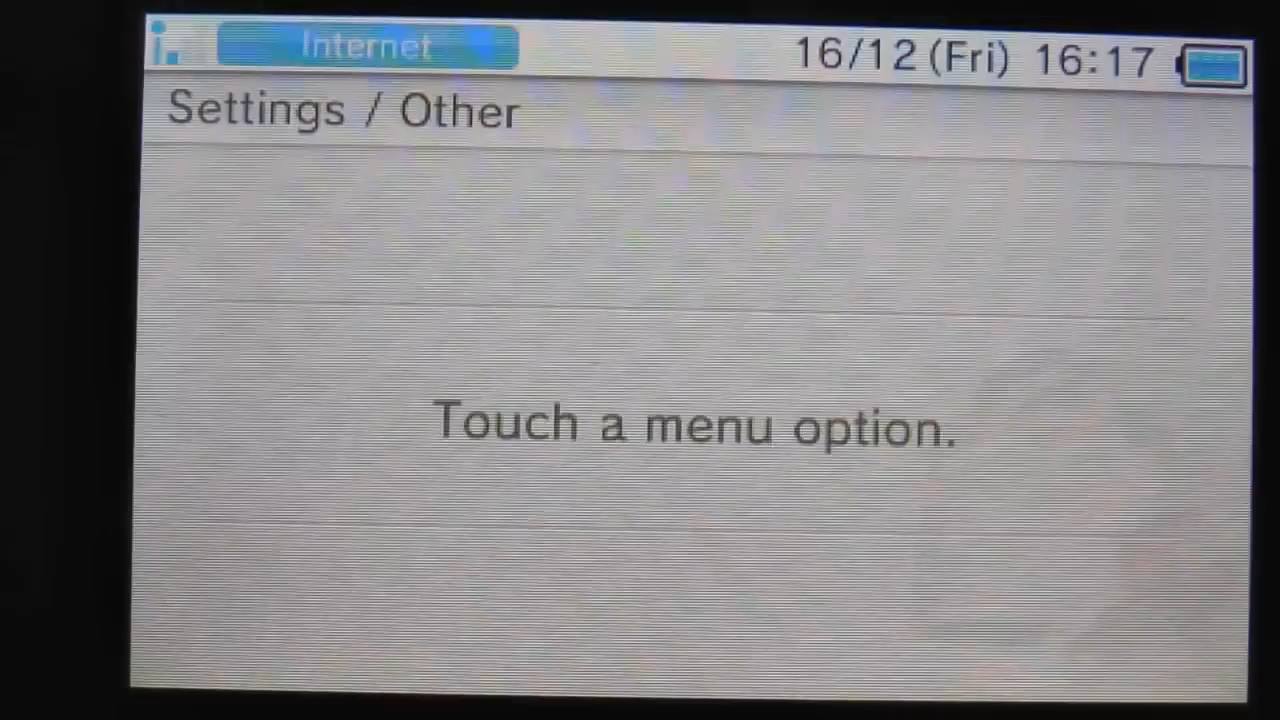 Internet 16/12 (Fri) 16:17
Settings / Other
Touch a menu option.